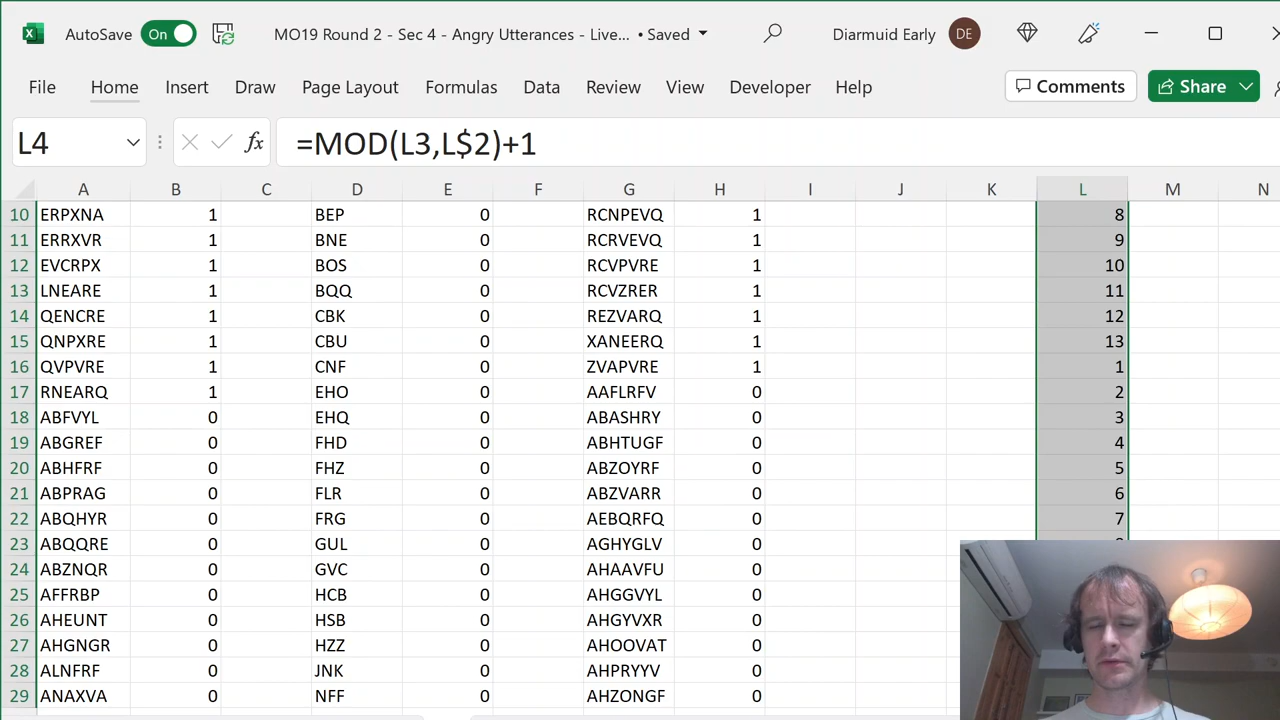 AutoSave On MO19 Round 2 - Sec 4 - Angry Utterances - Live... • Saved Diarmuid Early DE
File Home Insert Draw Page Layout Formulas Data Review View Developer Help Comments Share
L4 fx =MOD(L3,L$2)+1
A B C D E F G H I J K L M N
10 ERPXNA 1 BEP 0 RCNPEVQ 1 8
11 ERRXVR 1 BNE 0 RCRVEVQ 1 9
12 EVCRPX 1 BOS 0 RCVPVRE 1 10
13 LNEARE 1 BQQ 0 RCVZRER 1 11
14 QENCRE 1 CBK 0 REZVARQ 1 12
15 QNPXRE 1 CBU 0 XANEERQ 1 13
16 QVPVRE 1 CNF 0 ZVAPVRE 1 1
17 RNEARQ 1 EHO 0 AAFLRFV 0 2
18 ABFVYL 0 EHQ 0 ABASHRY 0 3
19 ABGREF 0 FHD 0 ABHTUGF 0 4
20 ABHFRF 0 FHZ 0 ABZOYRF 0 5
21 ABPRAG 0 FLR 0 ABZVARR 0 6
22 ABQHYR 0 FRG 0 AEBQRFQ 0 7
23 ABQQRE 0 GUL 0 AGHYGLV 0
24 ABZNQR 0 GVC 0 AHAAVFU 0
25 AFFRBP 0 HCB 0 AHGGVYL 0
26 AHEUNT 0 HSB 0 AHGYVXR 0
27 AHGNGR 0 HZZ 0 AHOOVAT 0
28 ALNFRF 0 JNK 0 AHPRYYV 0
29 ANAXVA 0 NFF 0 AHZONGF 0